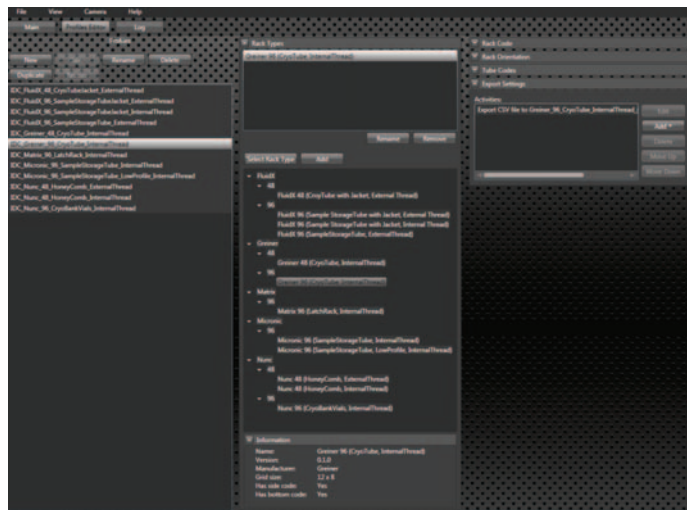 File View Camera Help
Main Profiles Editor Log
New Rename Delete
Duplicate
IDC_FluidX_48_CryoTubeJacket_ExternalThread
IDC_FluidX_96_SampleStorageTubeJacket_ExternalThread
IDC_FluidX_96_SampleStorageTubeJacket_InternalThread
IDC_FluidX_96_SampleStorageTube_ExternalThread
IDC_Greiner_48_CryoTube_InternalThread
IDC_Greiner_96_CryoTube_InternalThread
IDC_Matrix_96_LatchRack_InternalThread
IDC_Micronic_96_SampleStorageTube_InternalThread
IDC_Micronic_96_SampleStorageTube_LowProfile_InternalThread
IDC_Nunc_48_HoneyComb_ExternalThread
IDC_Nunc_48_HoneyComb_InternalThread
IDC_Nunc_96_CryoBankVials_InternalThread
Rack Types
Greiner 96 (CryoTube, InternalThread)
Rename Remove
Select Rack Type Add
FluidX
48
FluidX 48 (CryoTube with Jacket, External Thread)
96
FluidX 96 (Sample StorageTube with Jacket, External Thread)
FluidX 96 (Sample StorageTube with Jacket, Internal Thread)
FluidX 96 (SampleStorageTube, ExternalThread)
Greiner
48
Greiner 48 (CryoTube, InternalThread)
96
Greiner 96 (CryoTube, InternalThread)
Matrix
96
Matrix 96 (LatchRack, InternalThread)
Micronic
96
Micronic 96 (SampleStorageTube, InternalThread)
Micronic 96 (SampleStorageTube, LowProfile, InternalThread)
Nunc
48
Nunc 48 (HoneyComb, ExternalThread)
Nunc 48 (HoneyComb, InternalThread)
96
Nunc 96 (CryoBankVials, InternalThread)
Information
Name: Greiner 96 (CryoTube, InternalThread)
Version: 0.1.0
Manufacturer: Greiner
Grid size: 12 x 8
Has side code: Yes
Has bottom code: Yes
Rack Code
Rack Orientation
Tube Codes
Export Settings
Activities:
Export CSV file to Greiner_96_CryoTube_InternalThread_
Edit
Add
Delete
Move Up
Move Down